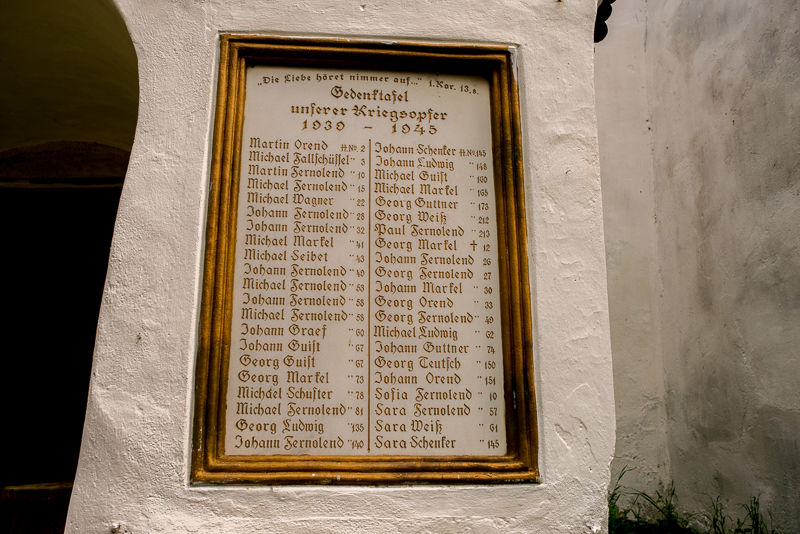 „Die Liebe höret nimmer auf..." 1. Kor. 13,8.
Gedenktafel
unserer Kriegsopfer
1939 - 1945
Martin Orend H.No. 2
Michael Fallschüssel " 3
Martin Fernolend " 10
Michael Fernolend " 18
Michael Wagner " 22
Johann Fernolend " 28
Johann Fernolend " 32
Michael Markel " 41
Michael Seibet " 43
Johann Fernolend " 49
Michael Fernolend " 58
Johann Fernolend " 58
Michael Fernolend " 58
Johann Graef " 60
Johann Guist " 67
Georg Guist " 67
Georg Markel " 73
Michael Schuster " 78
Michael Fernolend " 81
Georg Ludwig " 135
Johann Fernolend " 140
Johann Schenker H.No. 145
Johann Ludwig " 148
Michael Guist " 160
Michael Markel " 165
Georg Guttner " 173
Georg Weiß " 212
Paul Fernolend " 213
Georg Markel † 12
Johann Fernolend 26
Georg Fernolend " 27
Johann Markel " 30
Georg Orend " 33
Georg Fernolend " 49
Michael Ludwig " 62
Johann Guttner " 74
Georg Teutsch " 150
Johann Orend " 151
Sofia Fernolend " 10
Sara Fernolend " 57
Sara Weiß " 61
Sara Schenker " 145